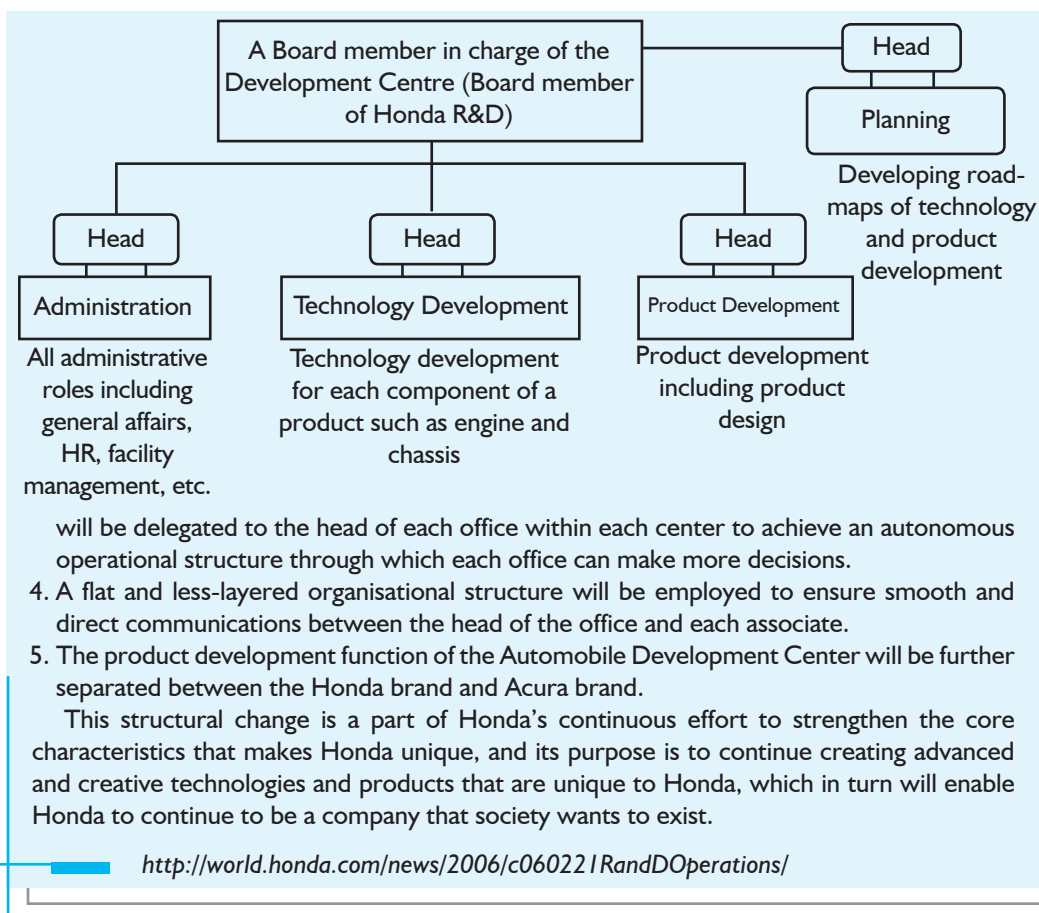 A Board member in charge of the
Development Centre (Board member
of Honda R&D)
Head
Planning
Developing road-
maps of technology
and product
development
Head
Administration
All administrative
roles including
general affairs,
HR, facility
management, etc.
Head
Technology Development
Technology development
for each component of a
product such as engine and
chassis
Head
Product Development
Product development
including product
design
will be delegated to the head of each office within each center to achieve an autonomous
operational structure through which each office can make more decisions.
4. A flat and less-layered organisational structure will be employed to ensure smooth and
direct communications between the head of the office and each associate.
5. The product development function of the Automobile Development Center will be further
separated between the Honda brand and Acura brand.
This structural change is a part of Honda's continuous effort to strengthen the core
characteristics that makes Honda unique, and its purpose is to continue creating advanced
and creative technologies and products that are unique to Honda, which in turn will enable
Honda to continue to be a company that society wants to exist.
http://world.honda.com/news/2006/c060221RandDOperations/